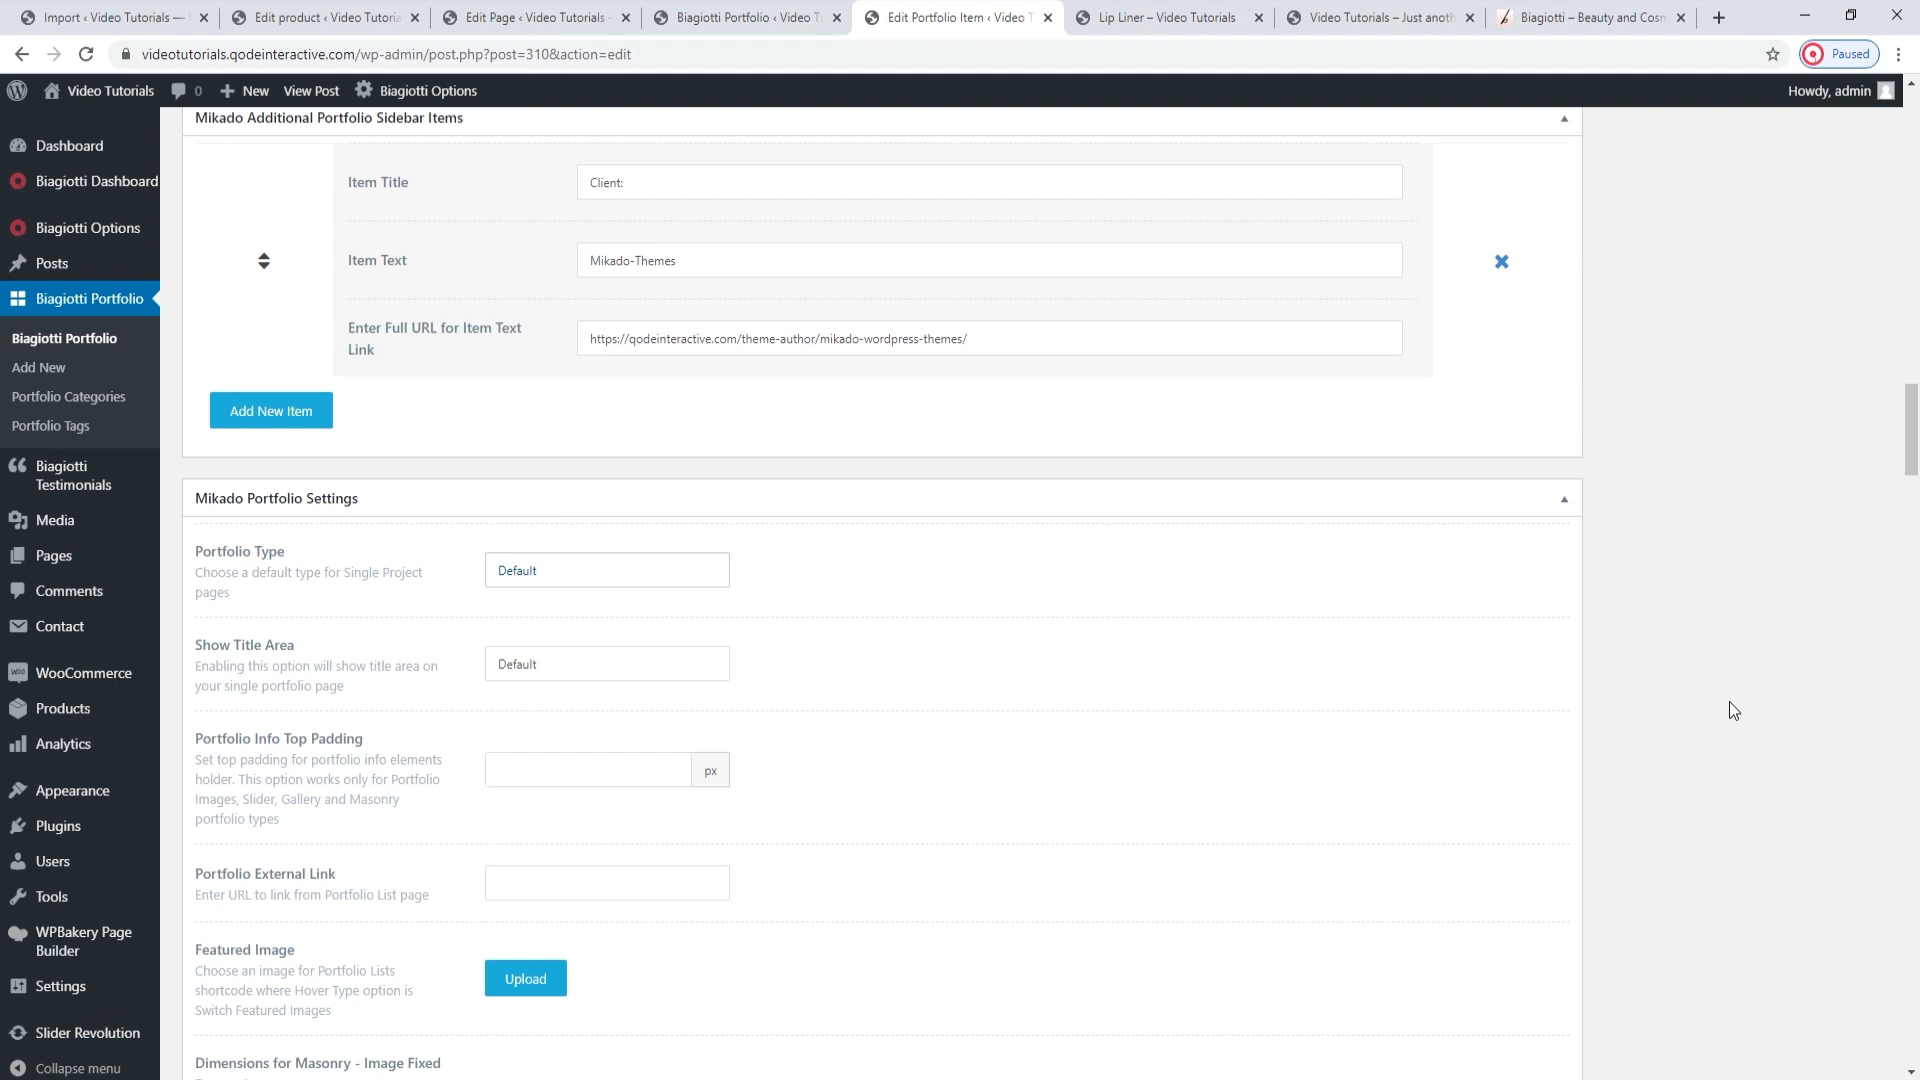 Import ‹ Video Tutorials —
Edit product ‹ Video Tutoria
Edit Page ‹ Video Tutorials -
Biagiotti Portfolio ‹ Video Tu
Edit Portfolio Item ‹ Video T
Lip Liner – Video Tutorials
Video Tutorials – Just anoth
Biagiotti – Beauty and Cosm
videotutorials.qodeinteractive.com/wp-admin/post.php?post=310&action=edit
Paused
Video Tutorials
0
New
View Post
Biagiotti Options
Howdy, admin
Dashboard
Biagiotti Dashboard
Biagiotti Options
Posts
Biagiotti Portfolio
Biagiotti Portfolio
Add New
Portfolio Categories
Portfolio Tags
Biagiotti
Testimonials
Media
Pages
Comments
Contact
WooCommerce
Products
Analytics
Appearance
Plugins
Users
Tools
WPBakery Page
Builder
Settings
Slider Revolution
Collapse menu
Mikado Additional Portfolio Sidebar Items
Item Title
Client:
Item Text
Mikado-Themes
Enter Full URL for Item Text
Link
https://qodeinteractive.com/theme-author/mikado-wordpress-themes/
Add New Item
Mikado Portfolio Settings
Portfolio Type
Choose a default type for Single Project
pages
Default
Show Title Area
Enabling this option will show title area on
your single portfolio page
Default
Portfolio Info Top Padding
Set top padding for portfolio info elements
holder. This option works only for Portfolio
Images, Slider, Gallery and Masonry
portfolio types
px
Portfolio External Link
Enter URL to link from Portfolio List page
Featured Image
Choose an image for Portfolio Lists
shortcode where Hover Type option is
Switch Featured Images
Upload
Dimensions for Masonry - Image Fixed